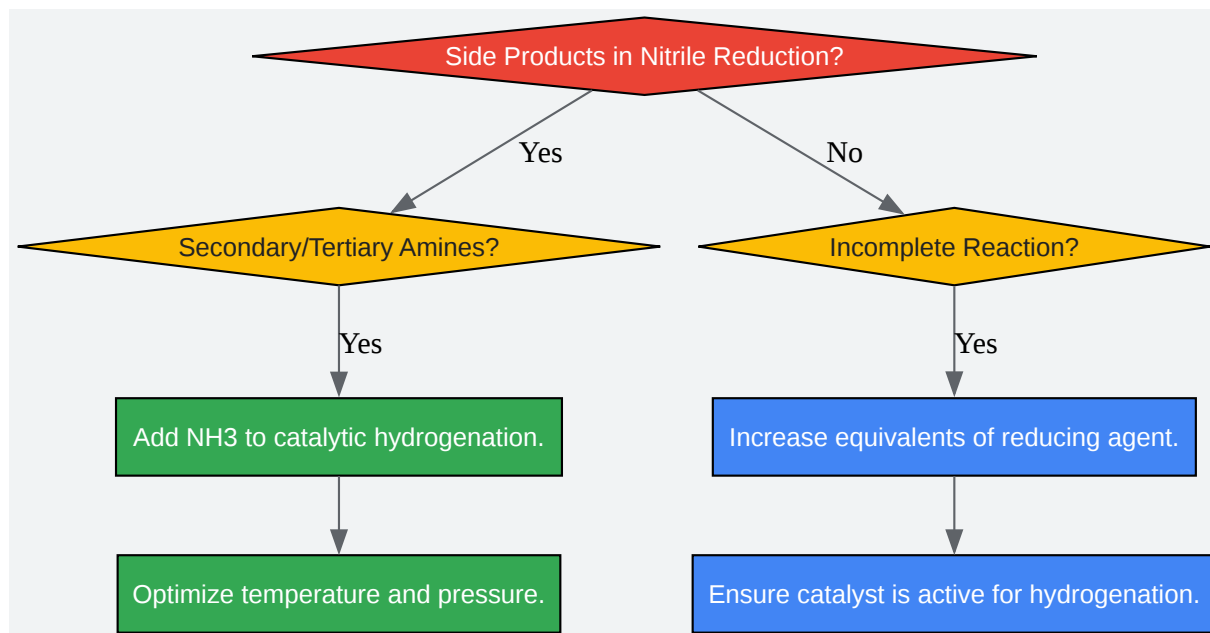 Side Products in Nitrile Reduction?
Yes
No
Secondary/Tertiary Amines?
Incomplete Reaction?
Yes
Yes
Add NH3 to catalytic hydrogenation.
Increase equivalents of reducing agent.
Optimize temperature and pressure.
Ensure catalyst is active for hydrogenation.